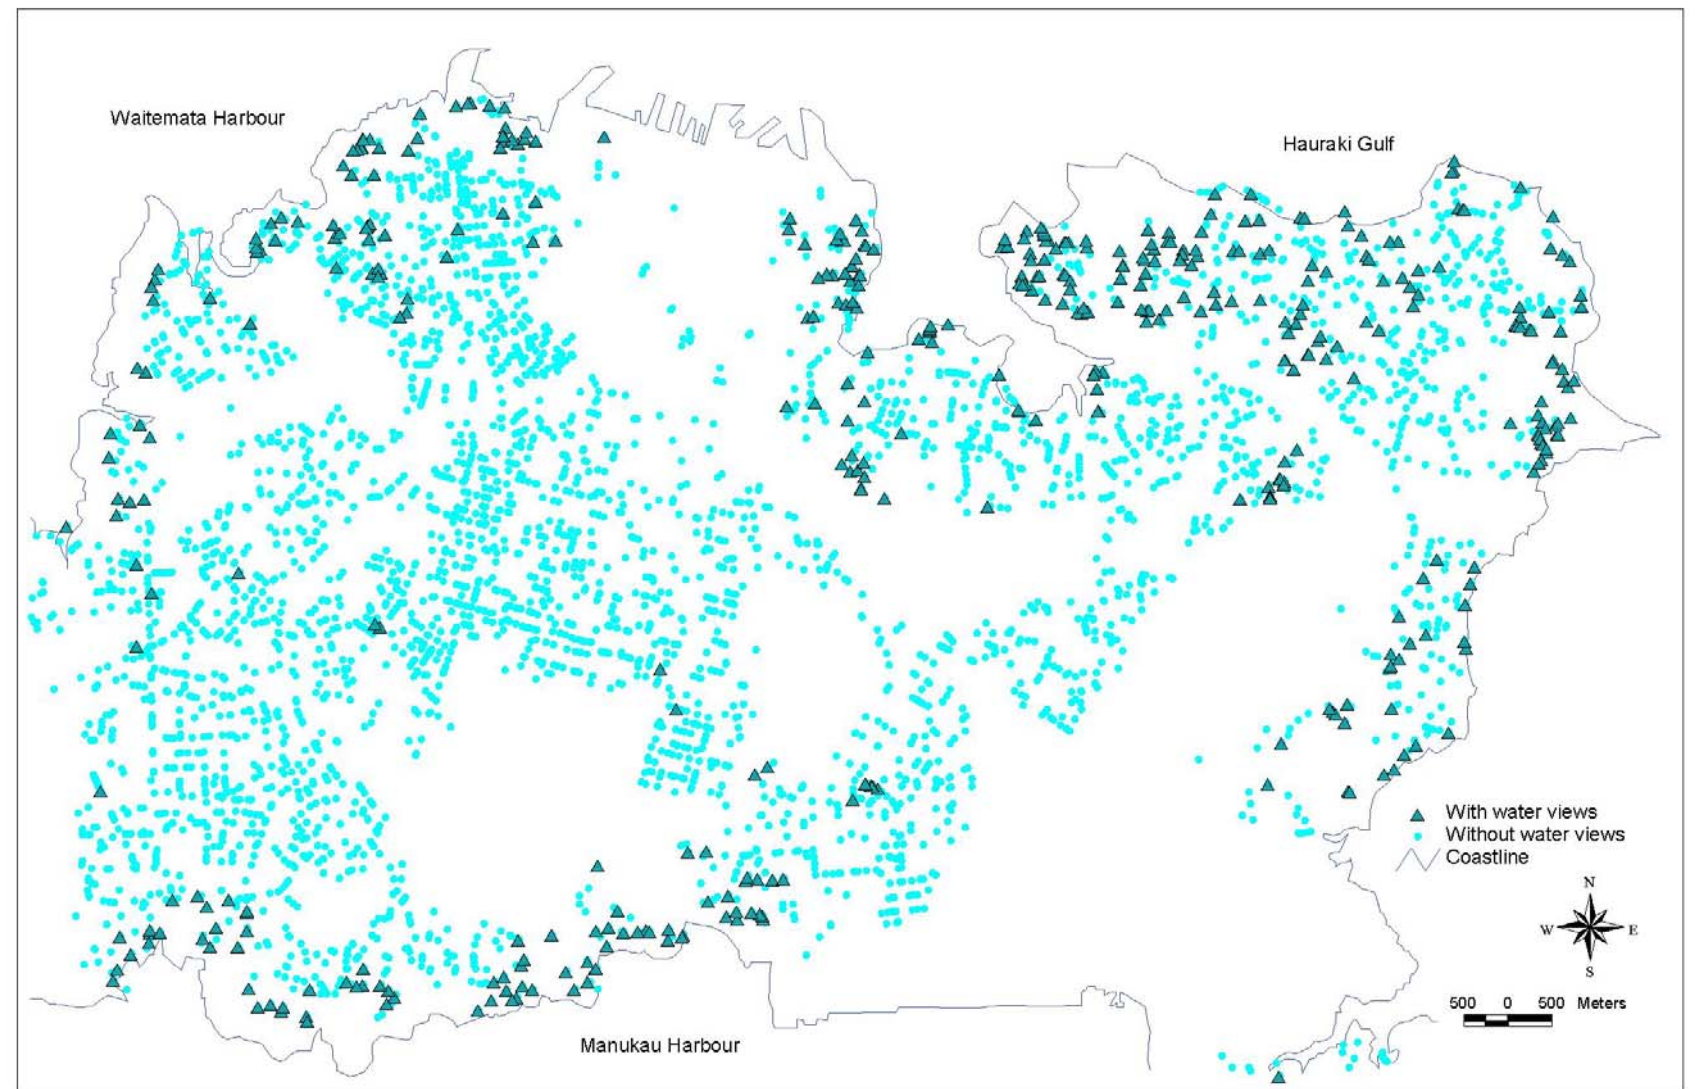 Waitemata Harbour
Hauraki Gulf
With water views
Without water views
Coastline
N
W E
S
500 0 500 Meters
Manukau Harbour